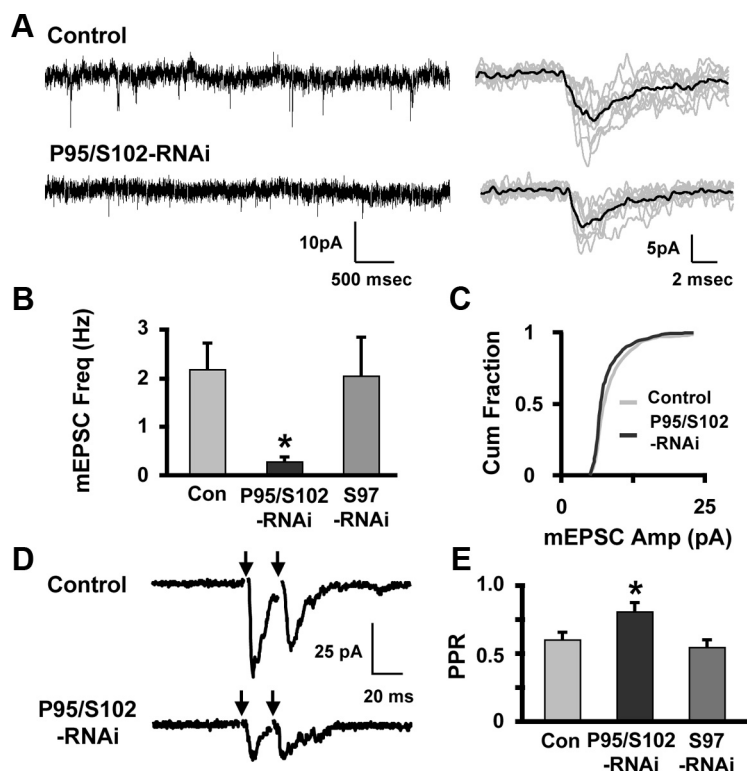 A
Control
P95/S102-RNAi
10pA
500 msec
5pA
2 msec
B
mEPSC Freq (Hz)
3
2
1
0
*
Con
P95/S102
-RNAi
S97
-RNAi
C
Cum Fraction
1
0.5
0
25
Control
P95/S102
-RNAi
mEPSC Amp (pA)
D
Control
25 pA
20 ms
P95/S102
-RNAi
E
PPR
1.0
0.5
0
*
Con
P95/S102
-RNAi
S97
-RNAi